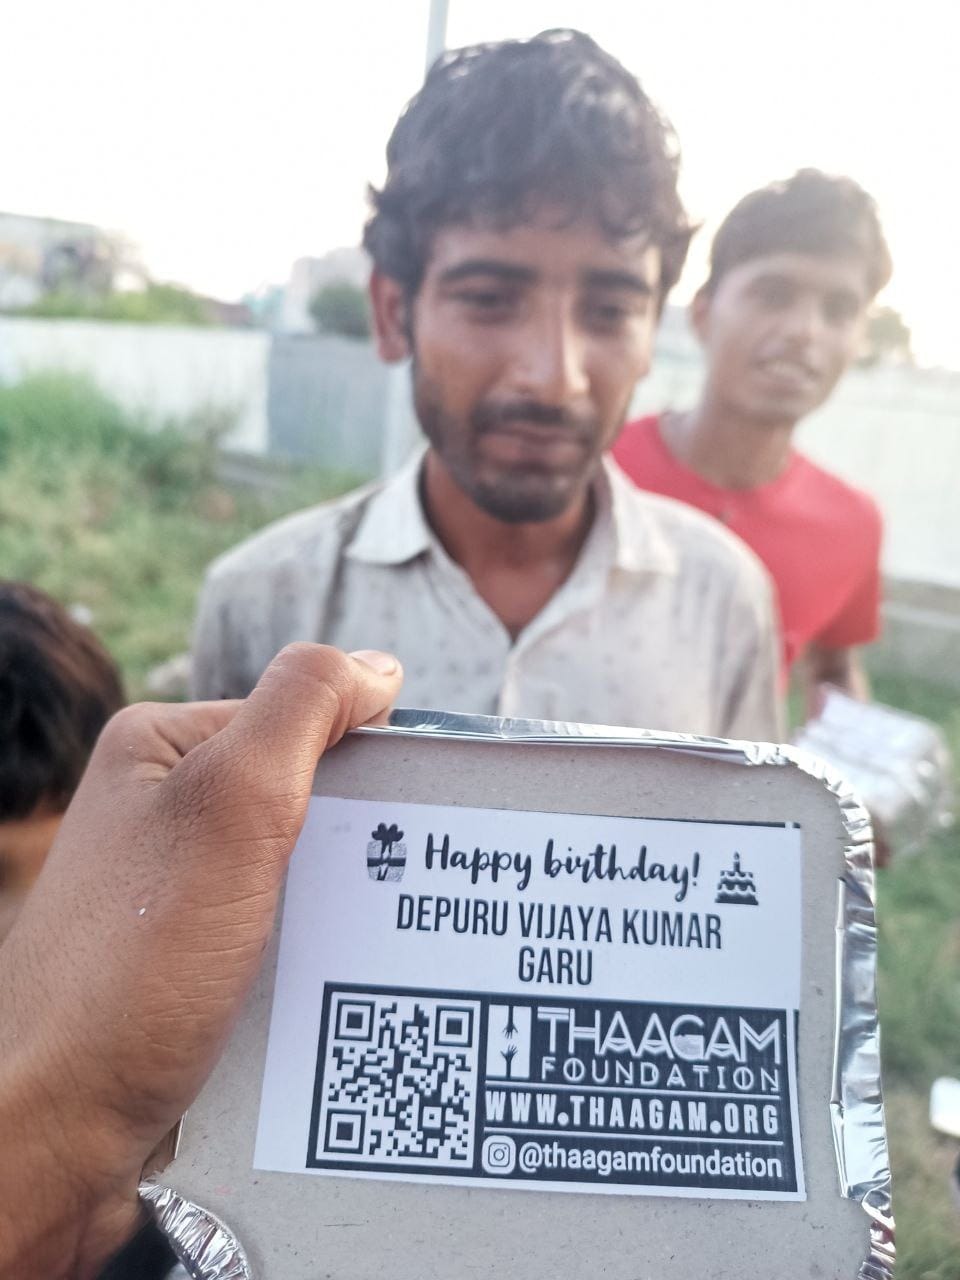 Happy birthday!
DEPURU VIJAYA KUMAR
GARU
THAAGAM
FOUNDATION
WWW.THAAGAM.ORG
@thaagamfoundation